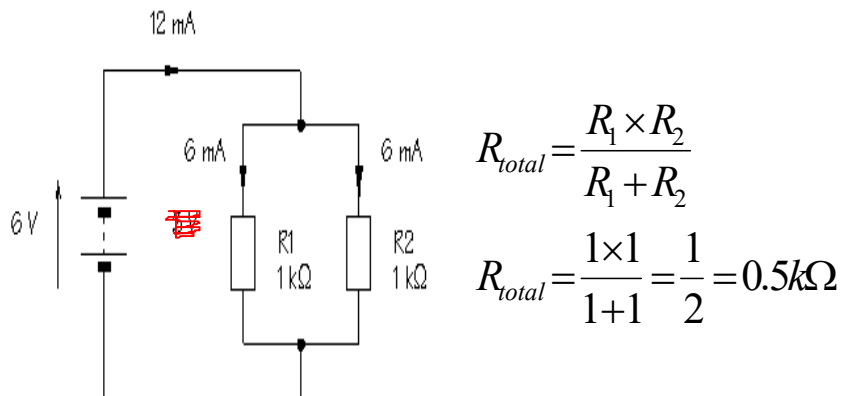 12 mA
6 mA
6 mA
6 V
R1
1 kΩ
R2
1 kΩ
R_total = (R_1 × R_2) / (R_1 + R_2)
R_total = (1×1) / (1+1) = 1/2 = 0.5kΩ